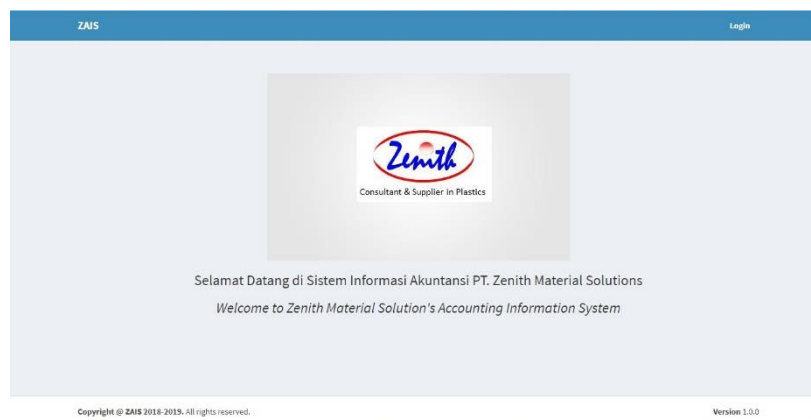 ZAIS
Login
Zenith
Consultant & Supplier in Plastics
Selamat Datang di Sistem Informasi Akuntansi PT. Zenith Material Solutions
Welcome to Zenith Material Solution's Accounting Information System
Copyright @ ZAIS 2018-2019. All rights reserved.
Version 1.0.0